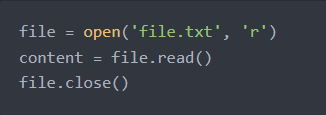 file = open('file.txt', 'r')
content = file.read()
file.close()